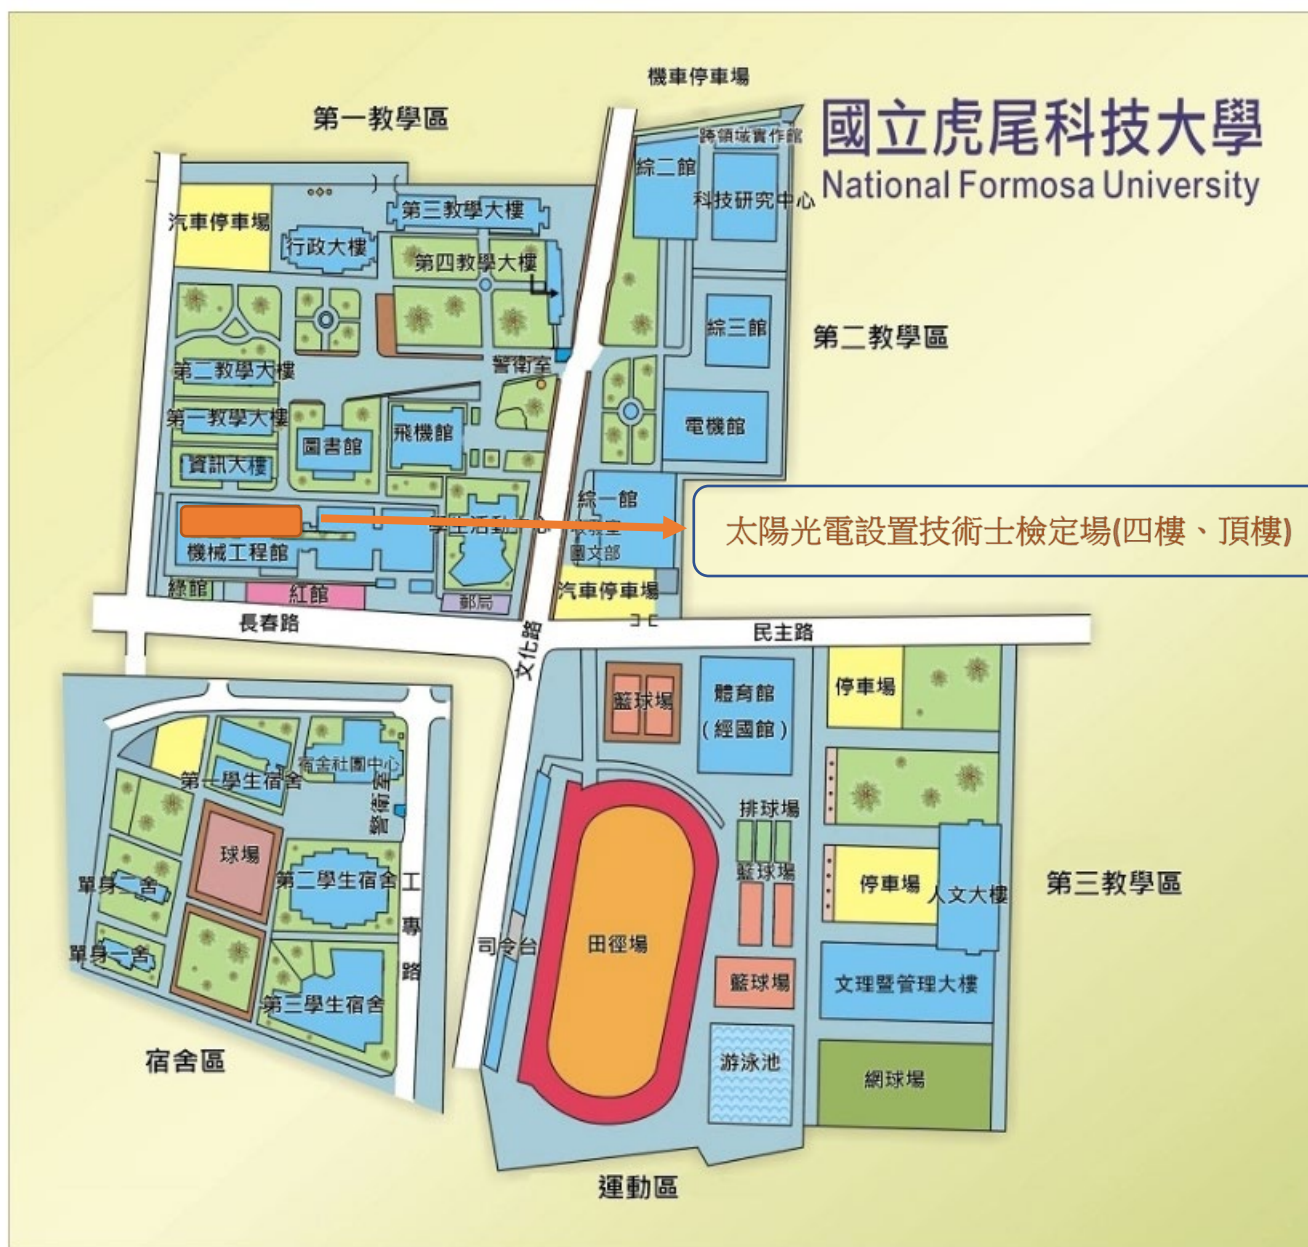 機車停車場
第一教學區
國立虎尾科技大學
National Formosa University
跨領域實作館
綜二館
科技研究中心
汽車停車場
行政大樓
第三教學大樓
第四教學大樓
綜三館
第二教學區
警衛室
第二教學大樓
第一教學大樓
圖書館
飛機館
電機館
資訊大樓
綜一館
學生活動中心
太陽光電設置技術士檢定場(四樓、頂樓)
機械工程館
圖文部
綠館
紅館
郵局
汽車停車場
長春路
文化路
民主路
籃球場
體育館
(經國館)
停車場
宿舍社團中心
第一學生宿舍
警衛室
排球場
球場
籃球場
單身二舍
第二學生宿舍
工專路
停車場
人文大樓
第三教學區
單身一舍
司令台
田徑場
籃球場
文理暨管理大樓
第三學生宿舍
宿舍區
游泳池
網球場
運動區